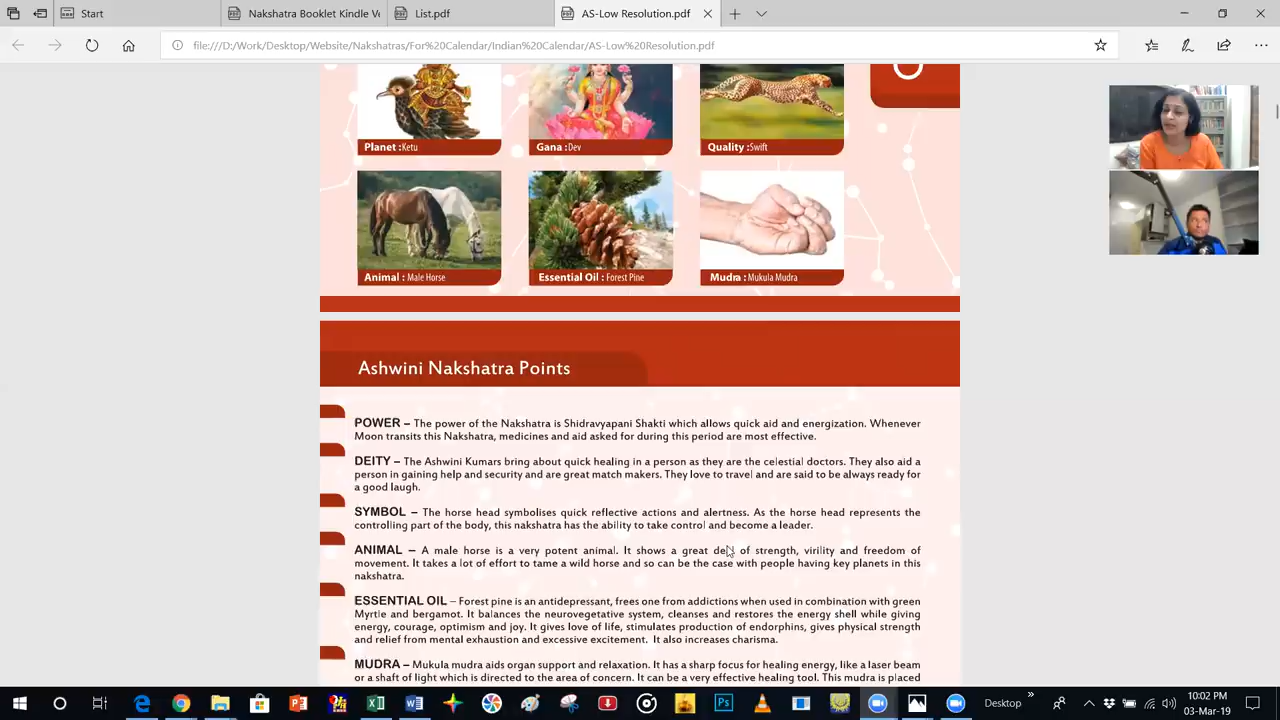 Nakshatra Booklet Kindle Ve
Nakshatras Low Resolution.pdf
AS-Low Resolution.pdf
file:///D:/Work/Desktop/Website/Nakshatras/For%20Calendar/Indian%20Calendar/AS-Low%20Resolution.pdf
Planet : Ketu
Gana : Dev
Quality : Swift
Animal : Male Horse
Essential Oil : Forest Pine
Mudra : Mukula Mudra
Ashwini Nakshatra Points
POWER – The power of the Nakshatra is Shidravyapani Shakti which allows quick aid and energization. Whenever
Moon transits this Nakshatra, medicines and aid asked for during this period are most effective.
DEITY – The Ashwini Kumars bring about quick healing in a person as they are the celestial doctors. They also aid a
person in gaining help and security and are great match makers. They love to travel and are said to be always ready for
a good laugh.
SYMBOL – The horse head symbolises quick reflective actions and alertness. As the horse head represents the
controlling part of the body, this nakshatra has the ability to take control and become a leader.
ANIMAL – A male horse is a very potent animal. It shows a great deal of strength, virility and freedom of
movement. It takes a lot of effort to tame a wild horse and so can be the case with people having key planets in this
nakshatra.
ESSENTIAL OIL – Forest pine is an antidepressant, frees one from addictions when used in combination with green
Myrtle and bergamot. It balances the neurovegetative system, cleanses and restores the energy shell while giving
energy, courage, optimism and joy. It gives love of life, stimulates production of endorphins, gives physical strength
and relief from mental exhaustion and excessive excitement. It also increases charisma.
MUDRA – Mukula mudra aids organ support and relaxation. It has a sharp focus for healing energy, like a laser beam
or a shaft of light which is directed to the area of concern. It can be a very effective healing tool. This mudra is placed
Desktop
10:02 PM
03-Mar-19